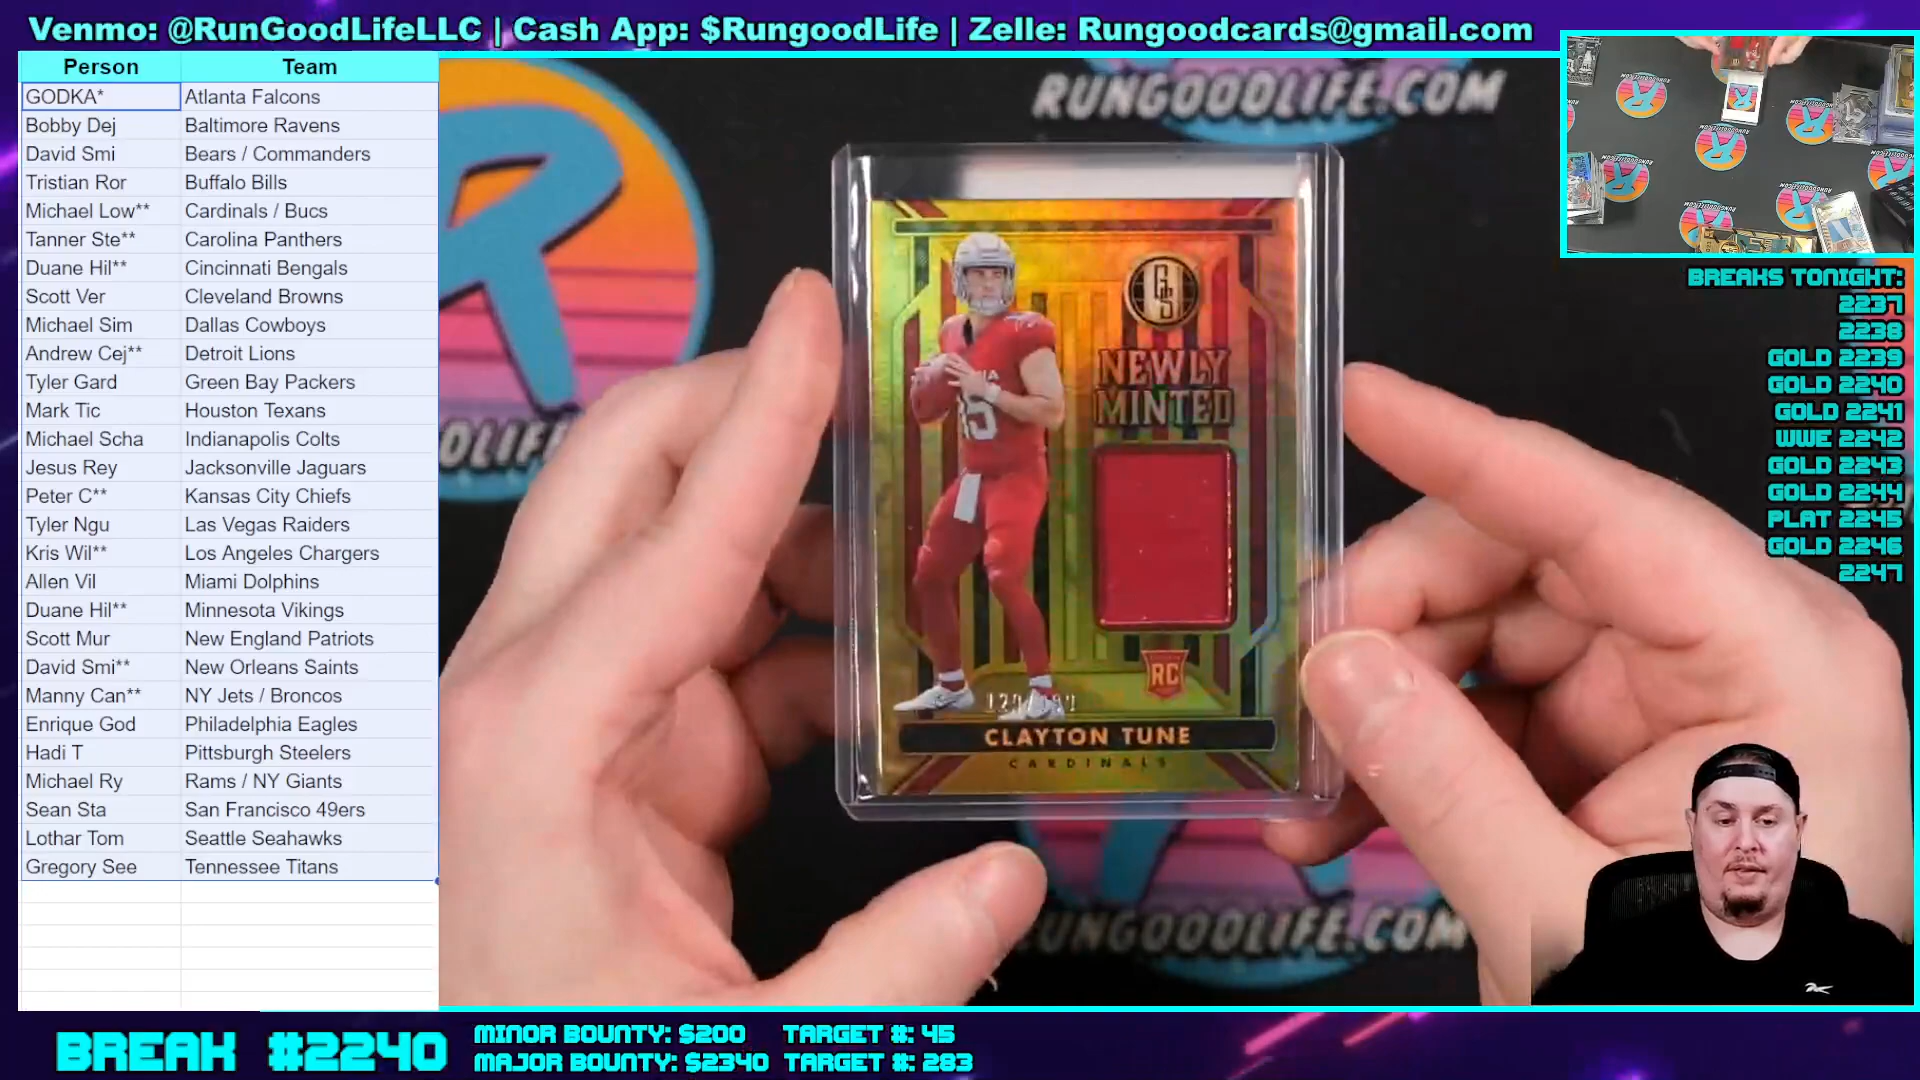 Venmo: @RunGoodLifeLLC | Cash App: $RungoodLife | Zelle: Rungoodcards@gmail.com
Person Team
GODKA* Atlanta Falcons
Bobby Dej Baltimore Ravens
David Smi Bears / Commanders
Tristian Ror Buffalo Bills
Michael Low** Cardinals / Bucs
Tanner Ste** Carolina Panthers
Duane Hil** Cincinnati Bengals
Scott Ver Cleveland Browns
Michael Sim Dallas Cowboys
Andrew Cej** Detroit Lions
Tyler Gard Green Bay Packers
Mark Tic Houston Texans
Michael Scha Indianapolis Colts
Jesus Rey Jacksonville Jaguars
Peter C** Kansas City Chiefs
Tyler Ngu Las Vegas Raiders
Kris Wil** Los Angeles Chargers
Allen Vil Miami Dolphins
Duane Hil** Minnesota Vikings
Scott Mur New England Patriots
David Smi** New Orleans Saints
Manny Can** NY Jets / Broncos
Enrique God Philadelphia Eagles
Hadi T Pittsburgh Steelers
Michael Ry Rams / NY Giants
Sean Sta San Francisco 49ers
Lothar Tom Seattle Seahawks
Gregory See Tennessee Titans
RUNGOODLIFE.COM
GS
NEWLY
MINTED
15
RC
CLAYTON TUNE
CARDINALS
BREAKS TONIGHT:
2237
2238
GOLD 2239
GOLD 2240
GOLD 2241
WWE 2242
GOLD 2243
GOLD 2244
PLAT 2245
GOLD 2246
2247
BREAK #2240
MINOR BOUNTY: $200 TARGET #: 45
MAJOR BOUNTY: $2340 TARGET #: 283